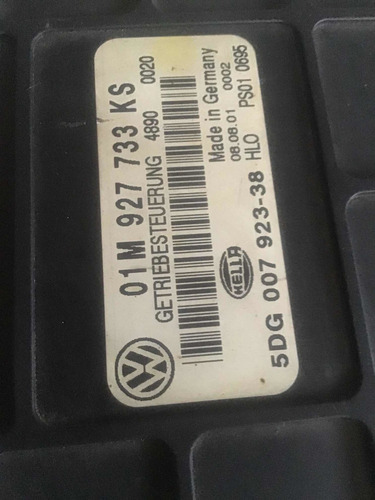 01M 927 733 KS
GETRIEBESTEUERUNG 4890 0020
Made in Germany
08.08.01 0002
HLO PS01 0695
HELLA
5DG 007 923-38
VW